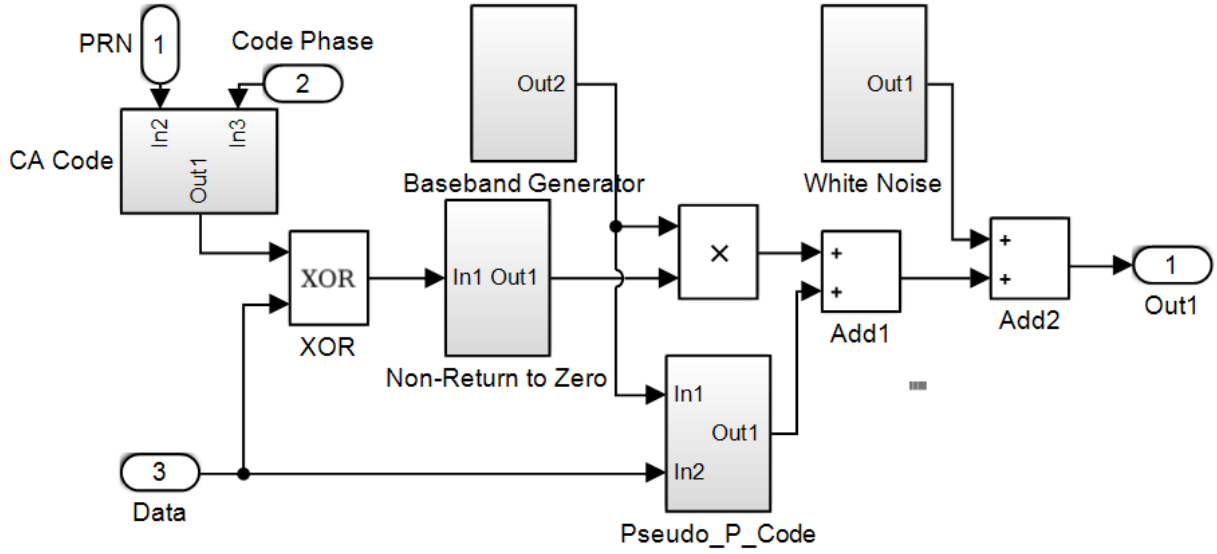 PRN
1
Code Phase
2
In2
In3
Out1
CA Code
Out2
Baseband Generator
Out1
White Noise
XOR
XOR
In1 Out1
Non-Return to Zero
×
+
+
Add1
+
+
Add2
1
Out1
3
Data
In1
Out1
In2
Pseudo_P_Code